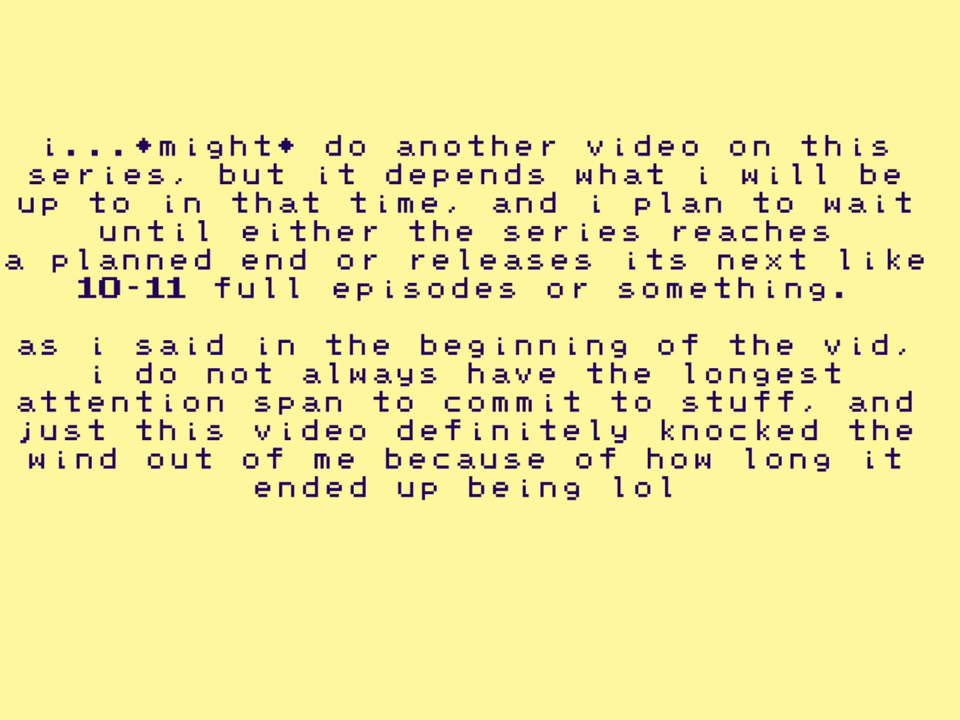 i...*might* do another video on this
series, but it depends what i will be
up to in that time, and i plan to wait
until either the series reaches
a planned end or releases its next like
10-11 full episodes or something.
as i said in the beginning of the vid,
i do not always have the longest
attention span to commit to stuff, and
just this video definitely knocked the
wind out of me because of how long it
ended up being lol